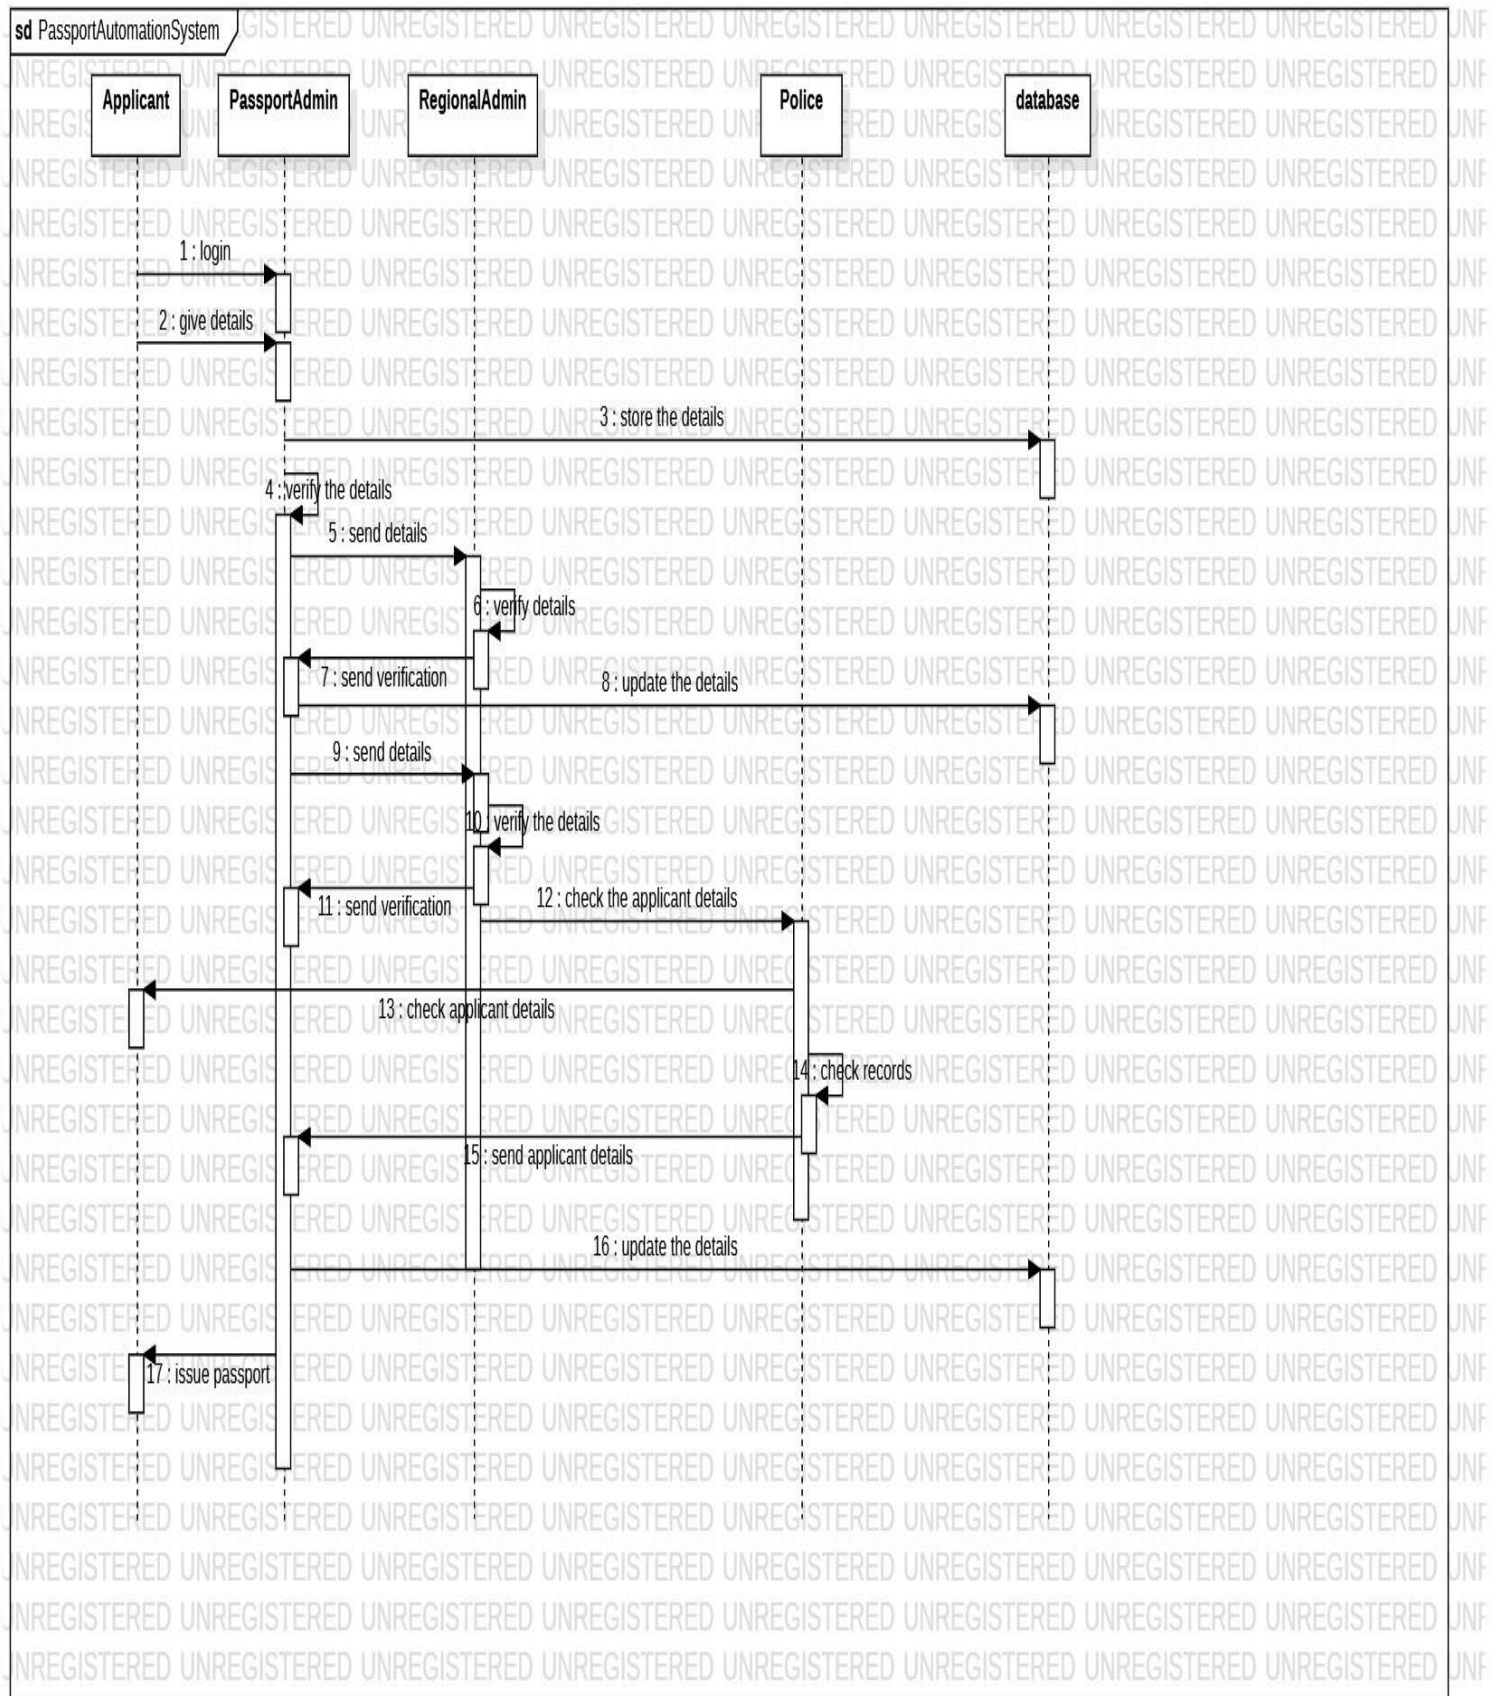 sd PassportAutomationSystem
Applicant
PassportAdmin
RegionalAdmin
Police
database
1 : login
2 : give details
3 : store the details
4 : verify the details
5 : send details
6 : verify details
7 : send verification
8 : update the details
9 : send details
10 : verify the details
11 : send verification
12 : check the applicant details
13 : check applicant details
14 : check records
15 : send applicant details
16 : update the details
17 : issue passport
UNREGISTERED